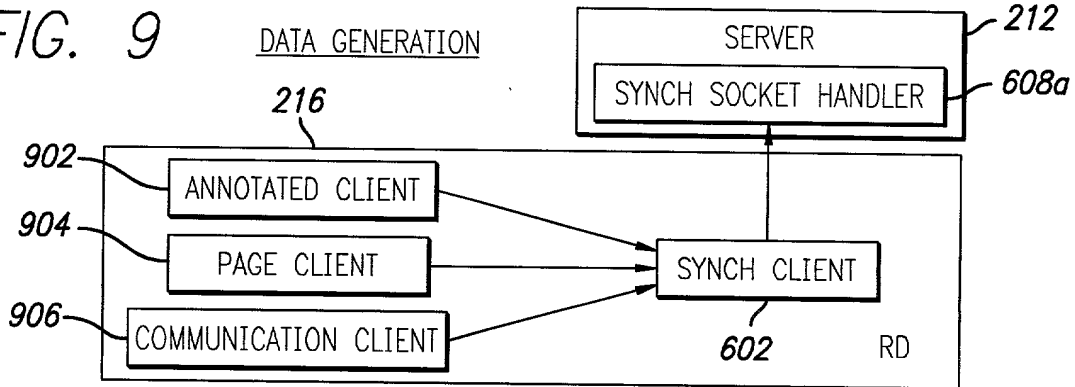 FIG. 9
DATA GENERATION
SERVER
212
SYNCH SOCKET HANDLER
608a
216
902
ANNOTATED CLIENT
904
PAGE CLIENT
SYNCH CLIENT
906
COMMUNICATION CLIENT
602
RD